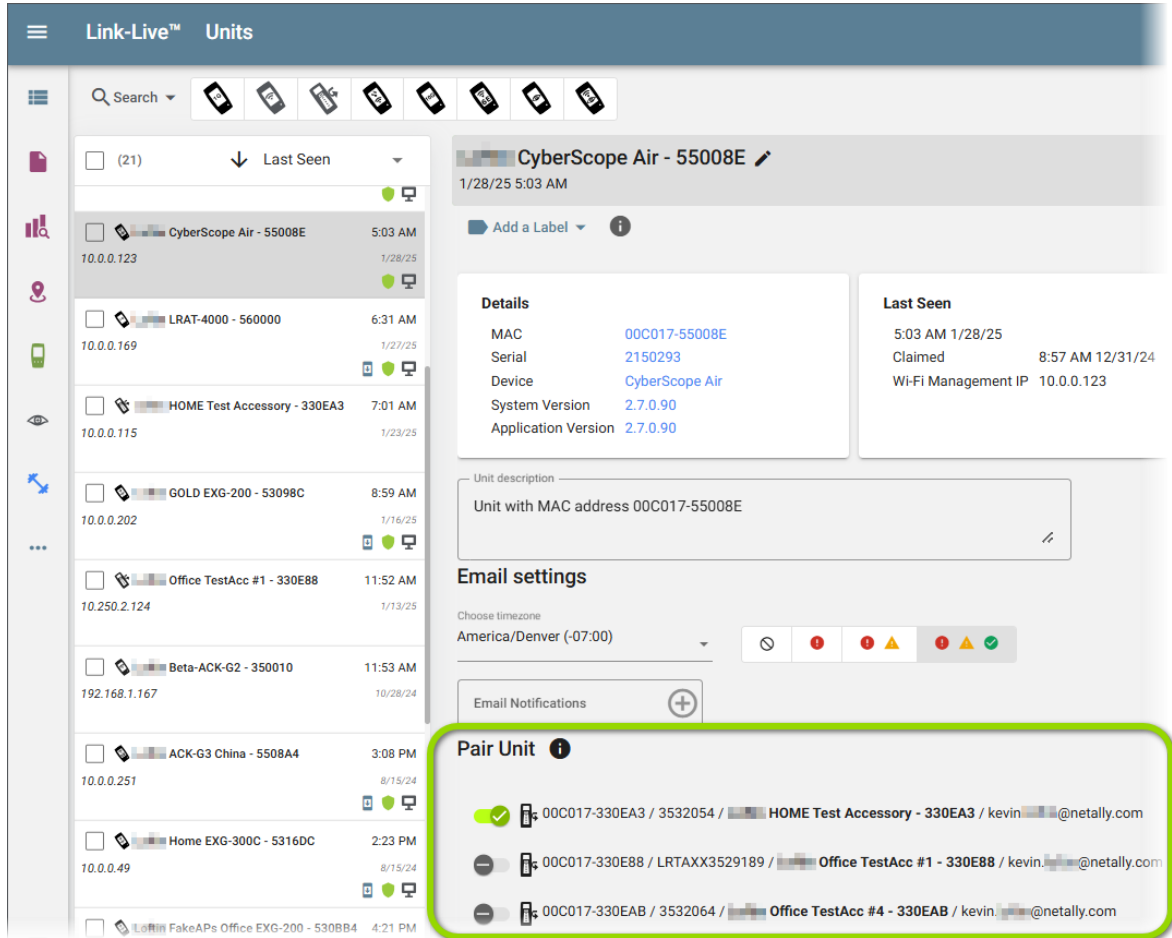 Link-Live™ Units
Search
(21) Last Seen
CyberScope Air - 55008E 5:03 AM
10.0.0.123 1/28/25
LRAT-4000 - 560000 6:31 AM
10.0.0.169 1/27/25
HOME Test Accessory - 330EA3 7:01 AM
10.0.0.115 1/23/25
GOLD EXG-200 - 53098C 8:59 AM
10.0.0.202 1/16/25
Office TestAcc #1 - 330E88 11:52 AM
10.250.2.124 1/13/25
Beta-ACK-G2 - 350010 11:53 AM
192.168.1.167 10/28/24
ACK-G3 China - 5508A4 3:08 PM
10.0.0.251 8/15/24
Home EXG-300C - 5316DC 2:23 PM
10.0.0.49 8/15/24
FakeAPs Office EXG-200 - 530BB4 4:21 PM
CyberScope Air - 55008E
1/28/25 5:03 AM
Add a Label
Details
MAC 00C017-55008E
Serial 2150293
Device CyberScope Air
System Version 2.7.0.90
Application Version 2.7.0.90
Last Seen
5:03 AM 1/28/25
Claimed 8:57 AM 12/31/24
Wi-Fi Management IP 10.0.0.123
Unit description
Unit with MAC address 00C017-55008E
Email settings
Choose timezone
America/Denver (-07:00)
Email Notifications
Pair Unit
00C017-330EA3 / 3532054 / HOME Test Accessory - 330EA3 / kevin @netally.com
00C017-330E88 / LRTAXX3529189 / Office TestAcc #1 - 330E88 / kevin. @netally.com
00C017-330EAB / 3532064 / Office TestAcc #4 - 330EAB / kevin. @netally.com